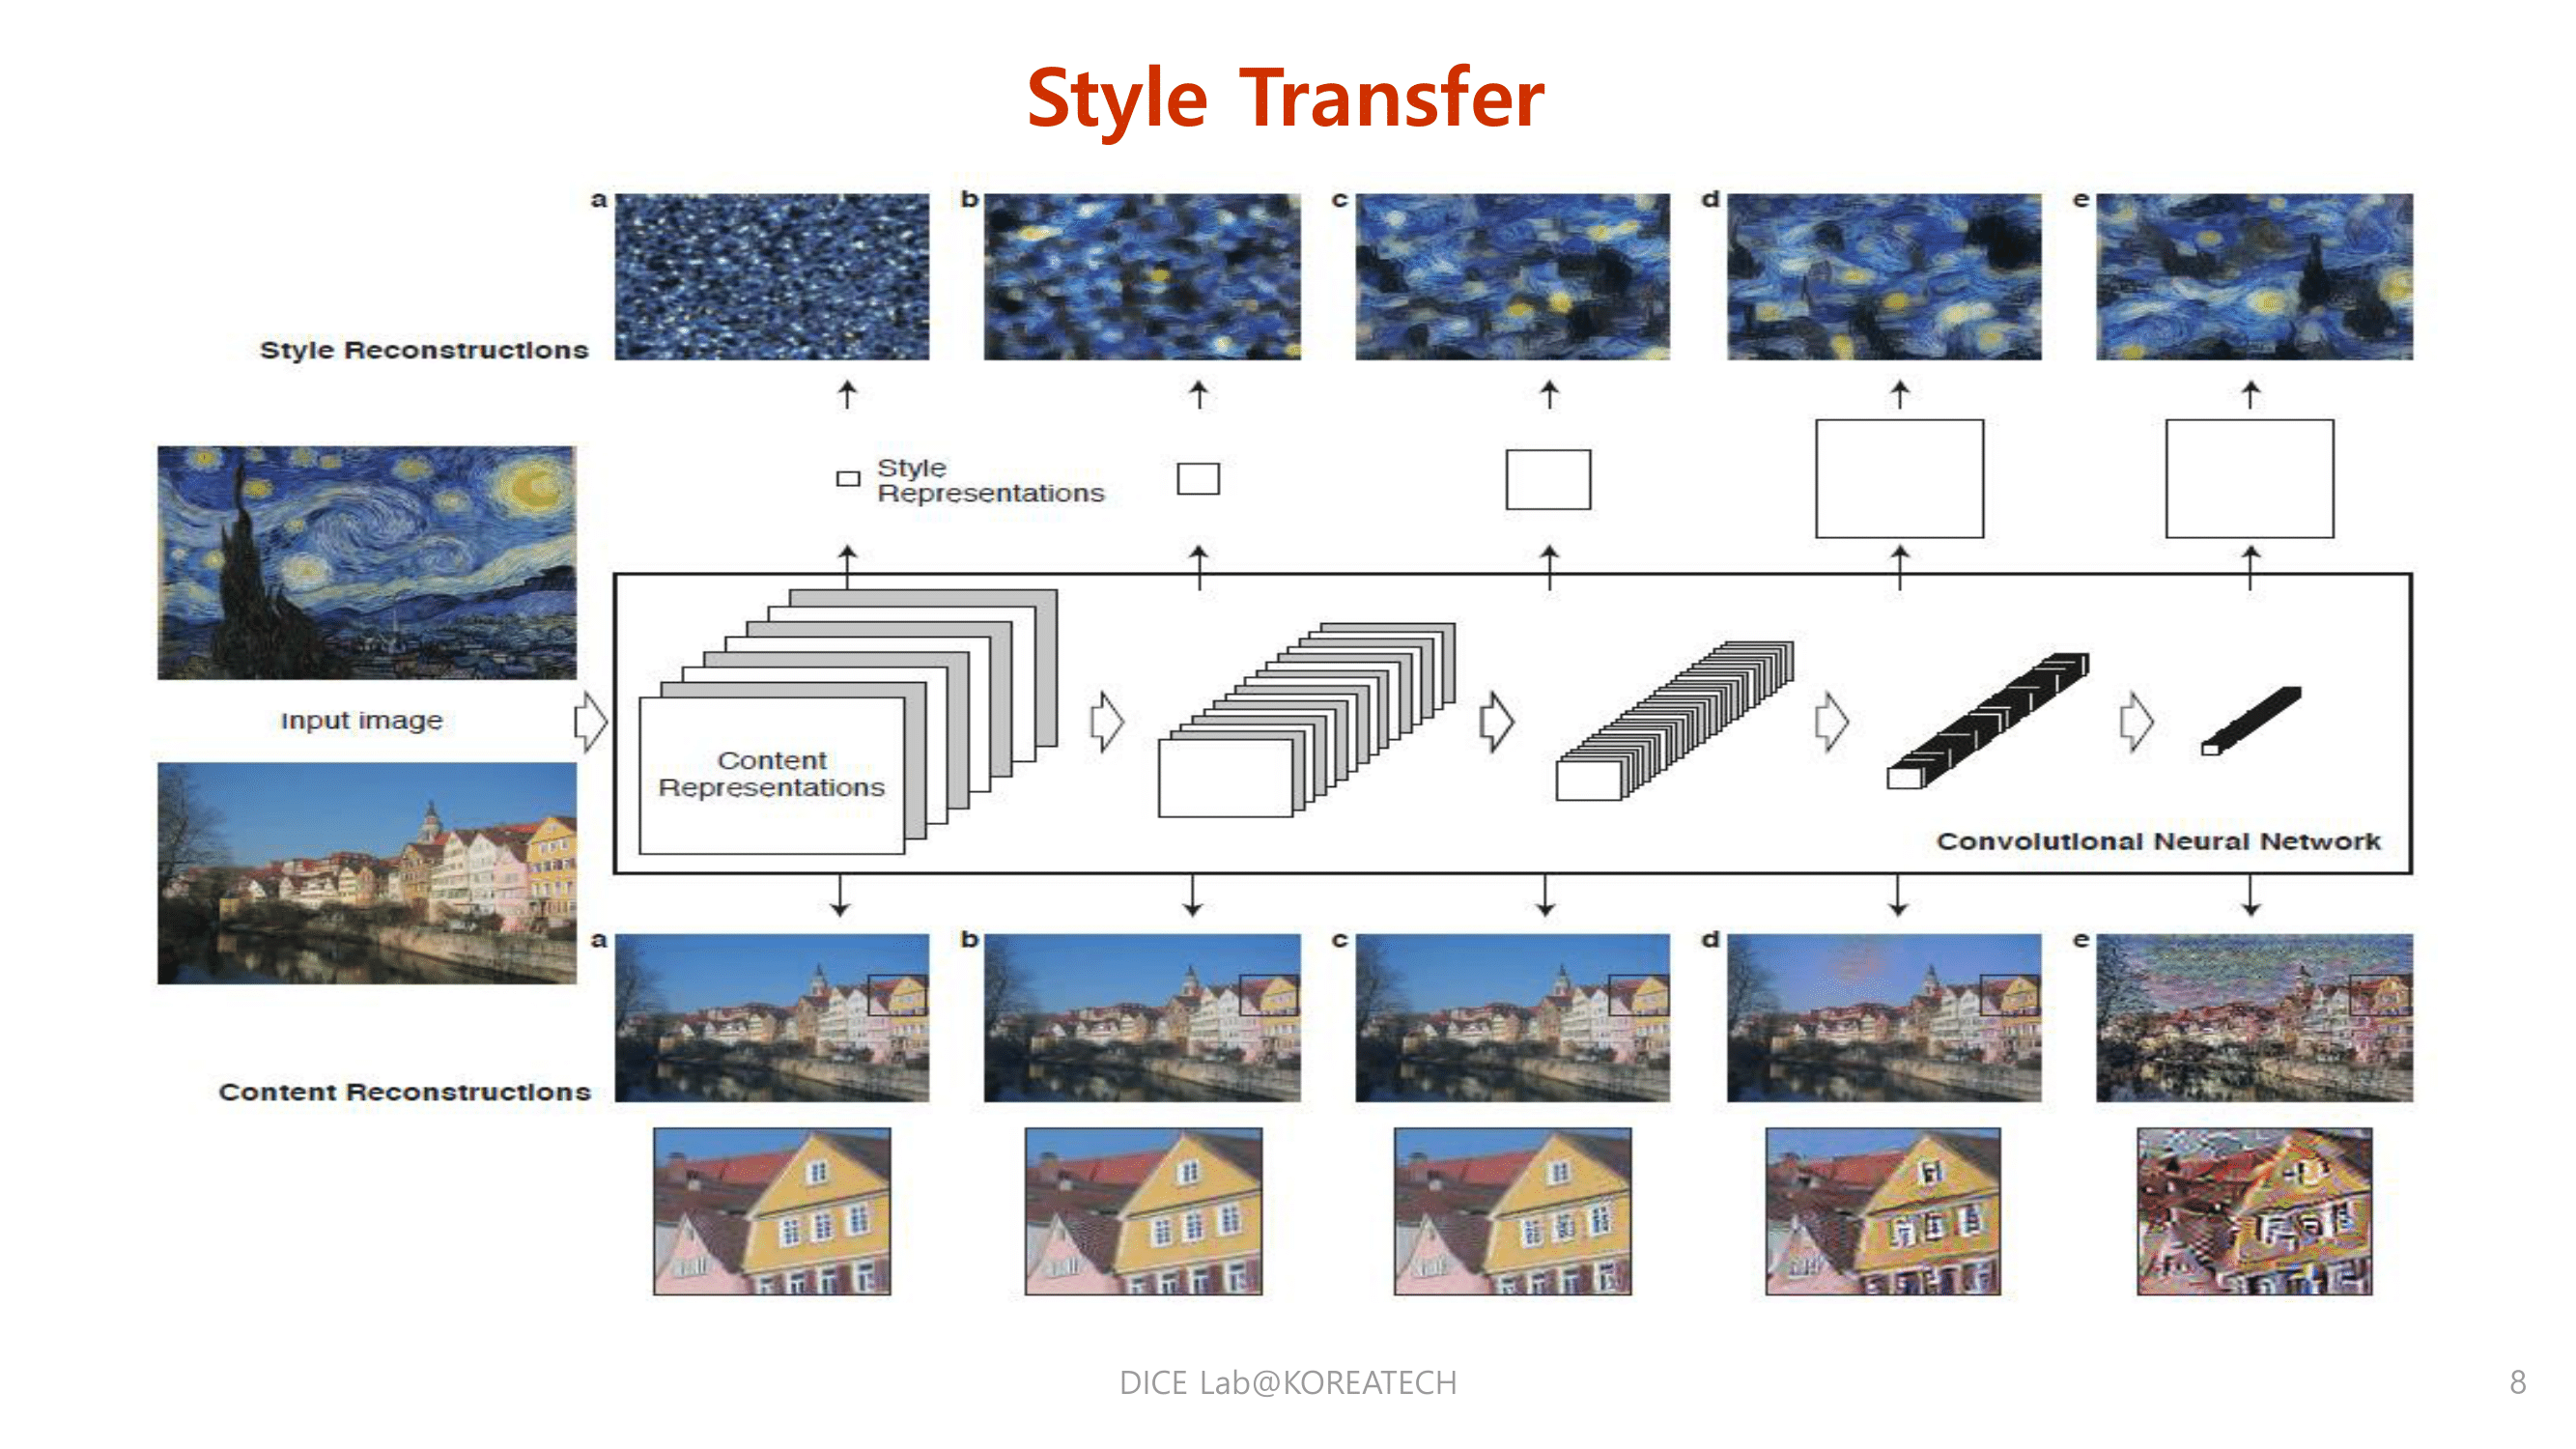 Style Transfer
a
b
c
d
e
Style Reconstructions
Style
Representations
Input image
Content
Representations
Convolutional Neural Network
a
b
c
d
e
Content Reconstructions
DICE Lab@KOREATECH
8